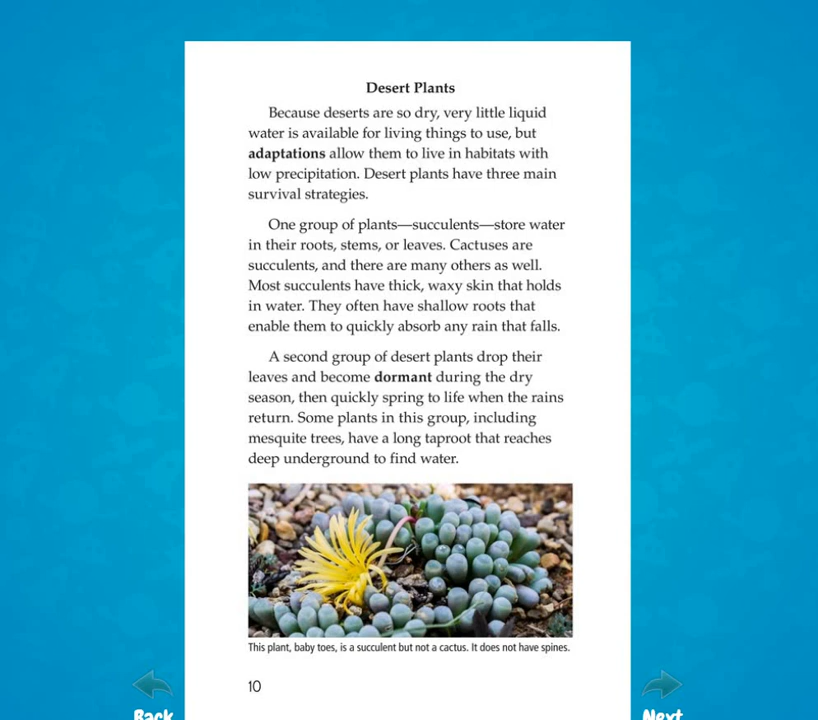 Desert Plants
Because deserts are so dry, very little liquid
water is available for living things to use, but
adaptations allow them to live in habitats with
low precipitation. Desert plants have three main
survival strategies.
One group of plants—succulents—store water
in their roots, stems, or leaves. Cactuses are
succulents, and there are many others as well.
Most succulents have thick, waxy skin that holds
in water. They often have shallow roots that
enable them to quickly absorb any rain that falls.
A second group of desert plants drop their
leaves and become dormant during the dry
season, then quickly spring to life when the rains
return. Some plants in this group, including
mesquite trees, have a long taproot that reaches
deep underground to find water.
This plant, baby toes, is a succulent but not a cactus. It does not have spines.
10
Back
Next